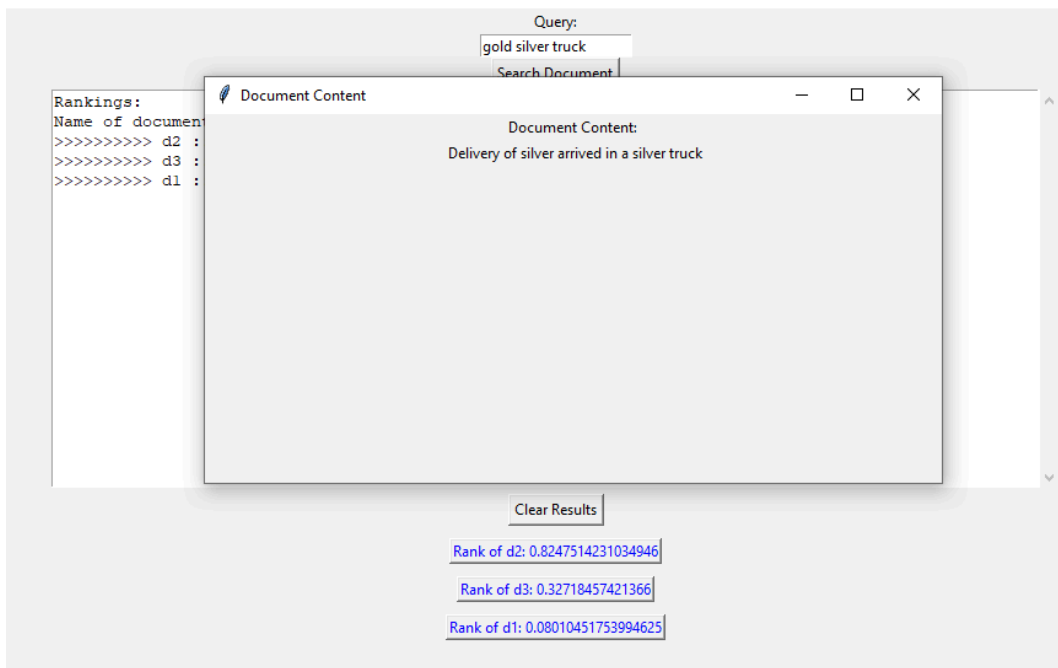 Query:
gold silver truck
Search Document
Rankings:
Name of document
>>>>>>>>>> d2 :
>>>>>>>>>> d3 :
>>>>>>>>>> d1 :
Document Content
Document Content:
Delivery of silver arrived in a silver truck
Clear Results
Rank of d2: 0.8247514231034946
Rank of d3: 0.32718457421366
Rank of d1: 0.08010451753994625